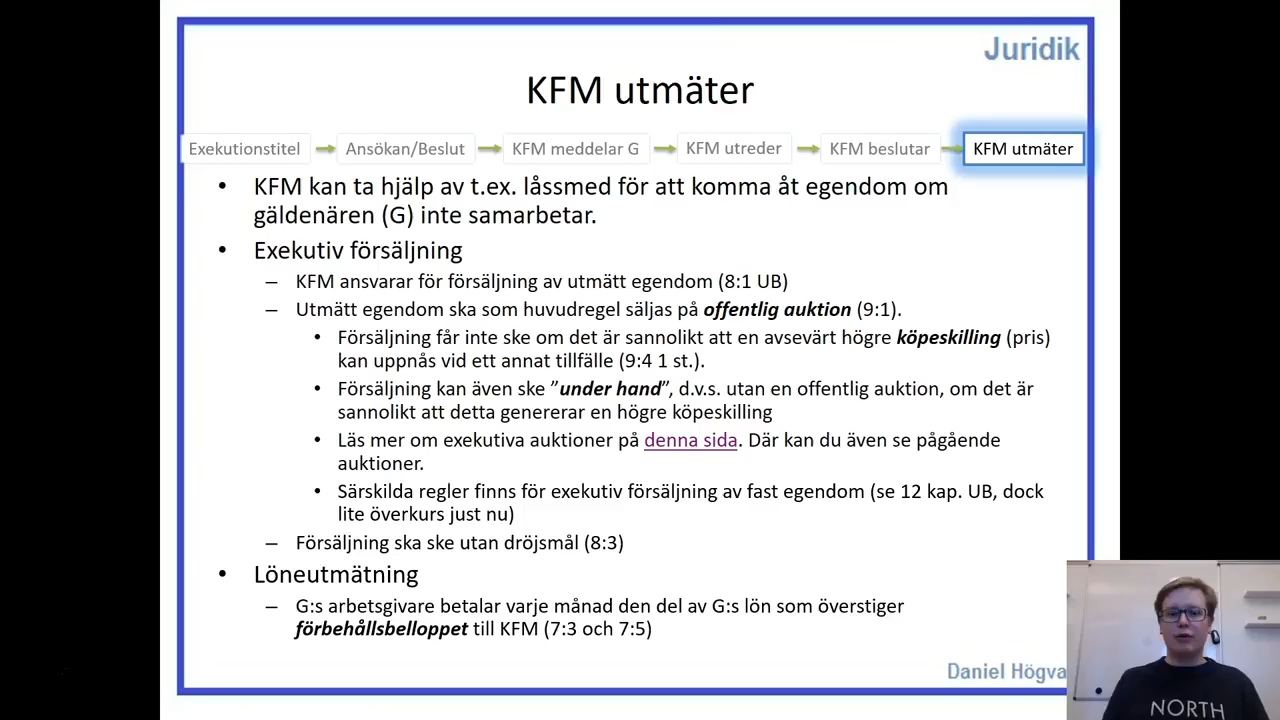 Juridik
KFM utmäter
Exekutionstitel
Ansökan/Beslut
KFM meddelar G
KFM utreder
KFM beslutar
KFM utmäter
• KFM kan ta hjälp av t.ex. låssmed för att komma åt egendom om
gäldenären (G) inte samarbetar.
• Exekutiv försäljning
– KFM ansvarar för försäljning av utmätt egendom (8:1 UB)
– Utmätt egendom ska som huvudregel säljas på offentlig auktion (9:1).
• Försäljning får inte ske om det är sannolikt att en avsevärt högre köpeskilling (pris)
kan uppnås vid ett annat tillfälle (9:4 1 st.).
• Försäljning kan även ske ”under hand”, d.v.s. utan en offentlig auktion, om det är
sannolikt att detta genererar en högre köpeskilling
• Läs mer om exekutiva auktioner på denna sida. Där kan du även se pågående
auktioner.
• Särskilda regler finns för exekutiv försäljning av fast egendom (se 12 kap. UB, dock
lite överkurs just nu)
– Försäljning ska ske utan dröjsmål (8:3)
• Löneutmätning
– G:s arbetsgivare betalar varje månad den del av G:s lön som överstiger
förbehållsbelloppet till KFM (7:3 och 7:5)
Daniel Högva
NORTH